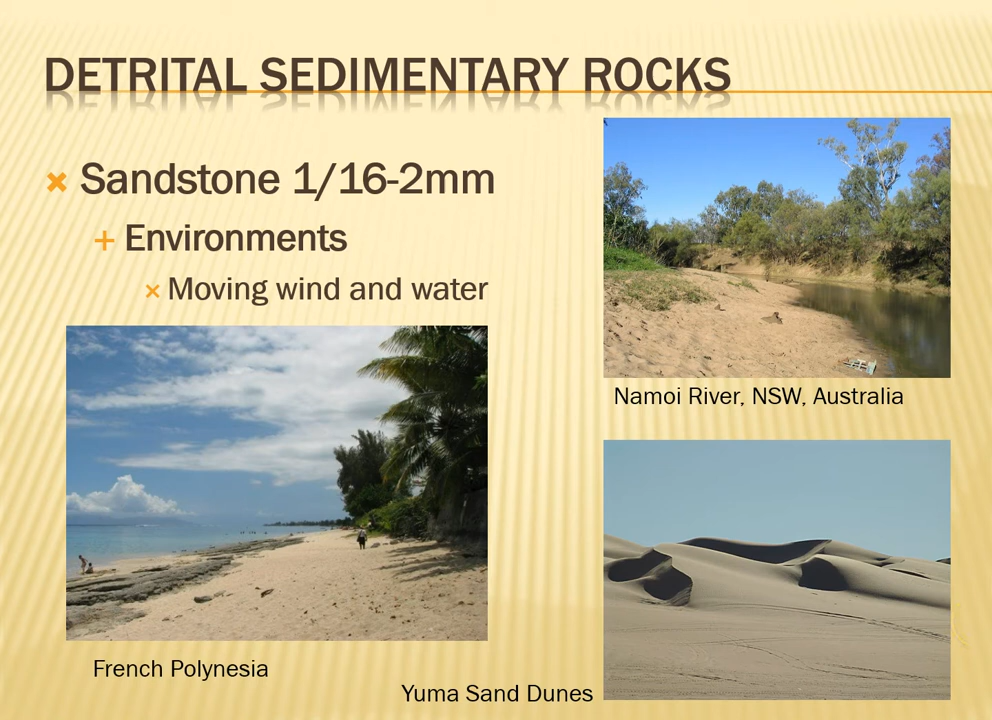 DETRITAL SEDIMENTARY ROCKS
Sandstone 1/16-2mm
Environments
Moving wind and water
Namoi River, NSW, Australia
French Polynesia
Yuma Sand Dunes